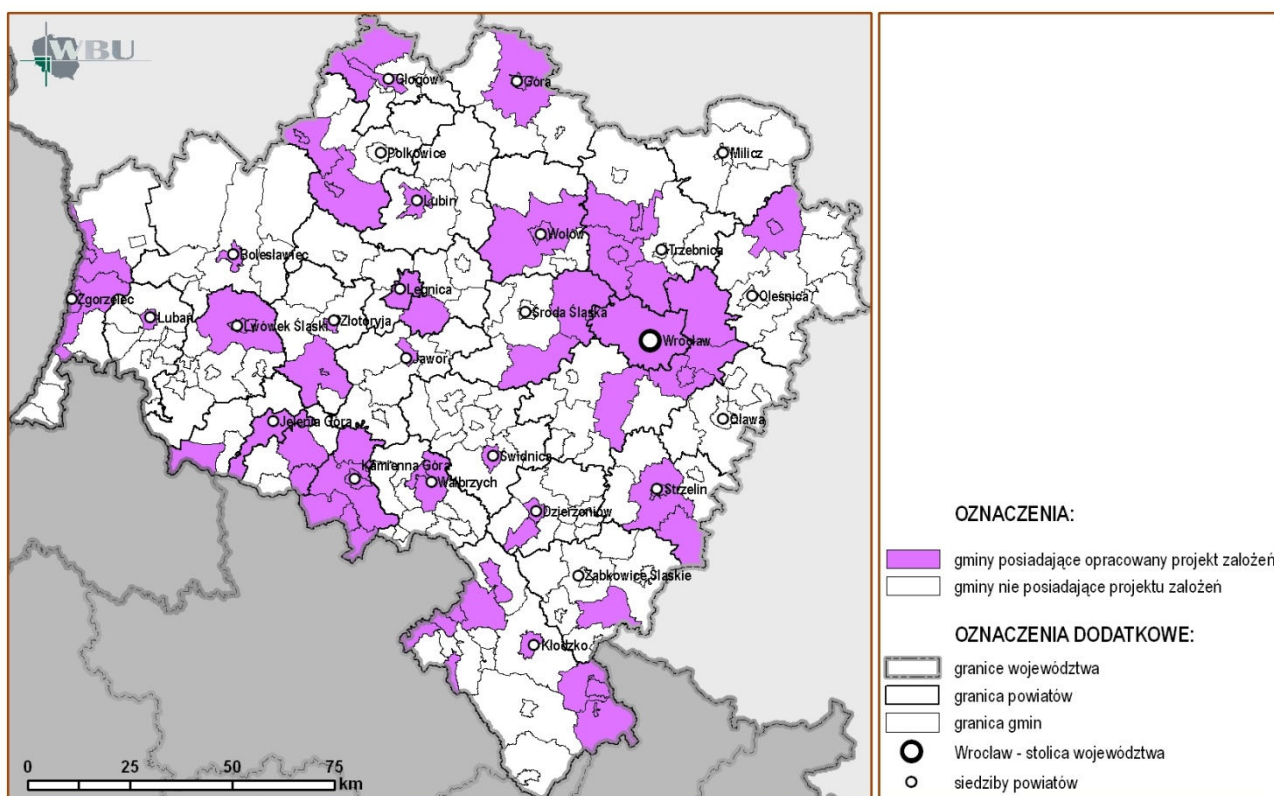 WBU
Głogów
Góra
Polkowice
Milicz
Lubin
Wołów
Trzebnica
Bolesławiec
Legnica
Oleśnica
Zgorzelec
Lubań
Lwówek Śląski
Złotoryja
Środa Śląska
Wrocław
Jawor
Jelenia Góra
Oława
Kamienna Góra
Świdnica
Wałbrzych
Strzelin
Dzierżoniów
Ząbkowice Śląskie
Kłodzko
0 25 50 75
km
OZNACZENIA:
gminy posiadające opracowany projekt założeń
gminy nie posiadające projektu założeń
OZNACZENIA DODATKOWE:
granice województwa
granica powiatów
granica gmin
Wrocław - stolica województwa
siedziby powiatów